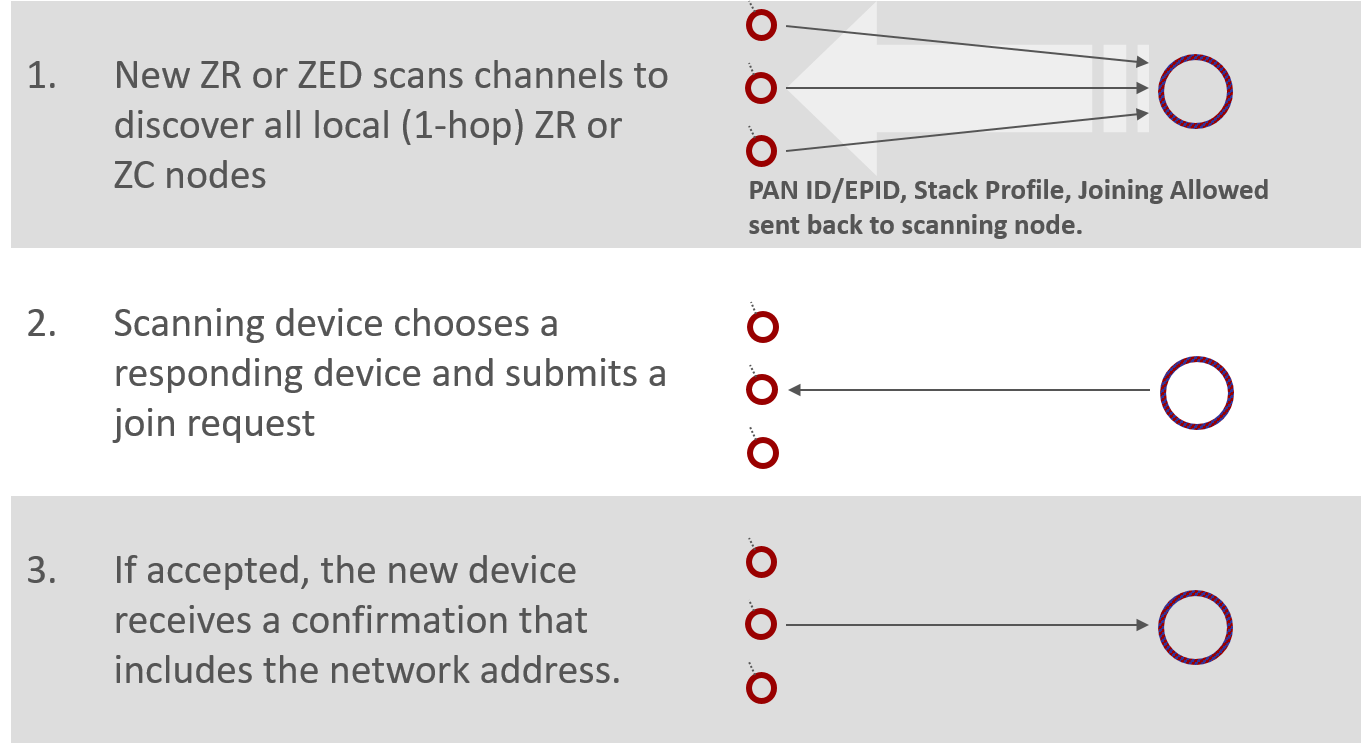 1. New ZR or ZED scans channels to
discover all local (1-hop) ZR or
ZC nodes
PAN ID/EPID, Stack Profile, Joining Allowed
sent back to scanning node.
2. Scanning device chooses a
responding device and submits a
join request
3. If accepted, the new device
receives a confirmation that
includes the network address.